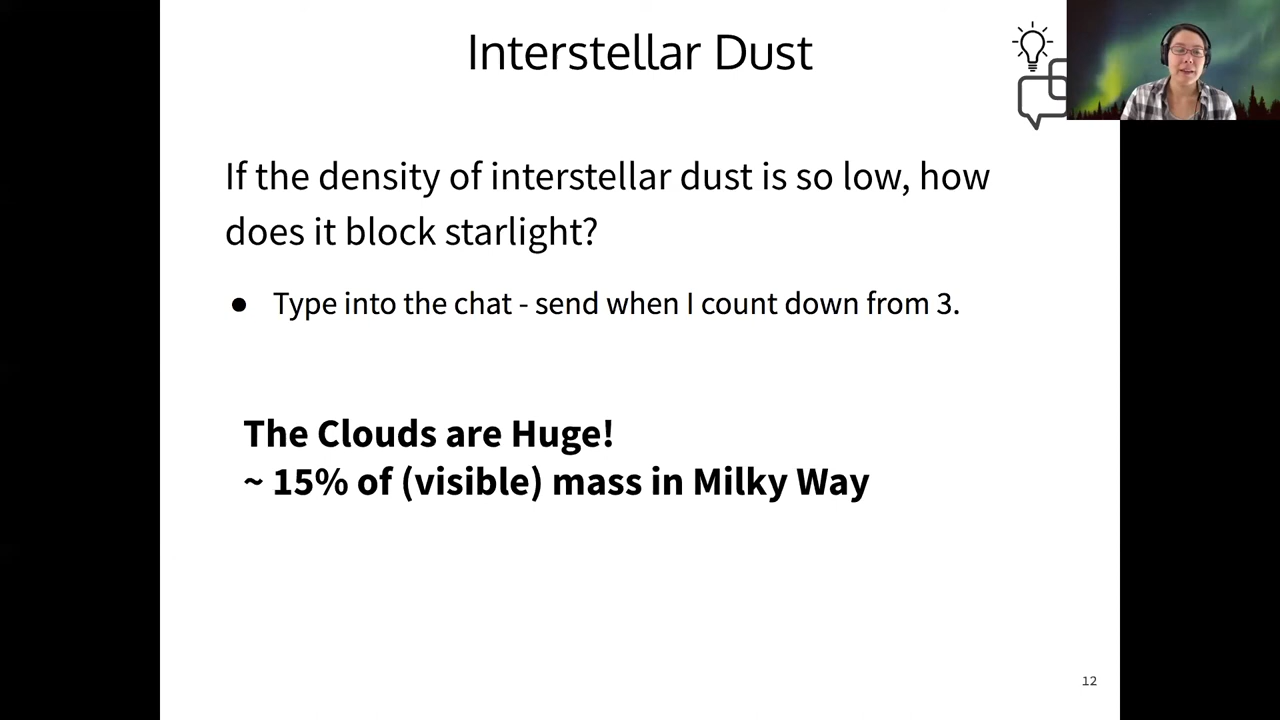 Interstellar Dust
If the density of interstellar dust is so low, how
does it block starlight?
● Type into the chat - send when I count down from 3.
The Clouds are Huge!
~ 15% of (visible) mass in Milky Way
12